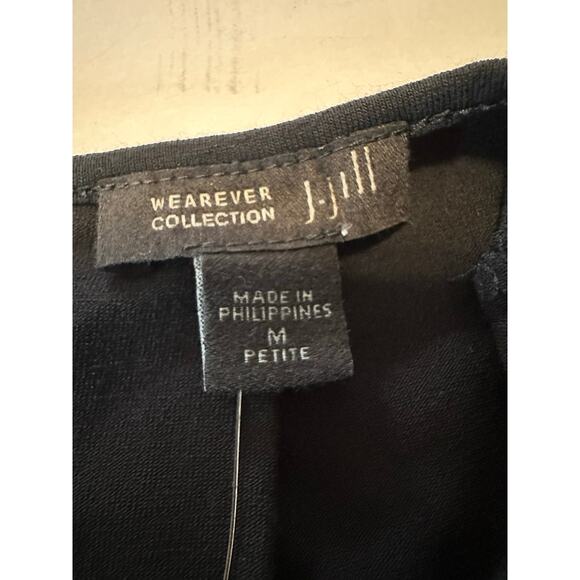 WEAREVER
COLLECTION
J.Jill
MADE IN
PHILIPPINES
M
PETITE